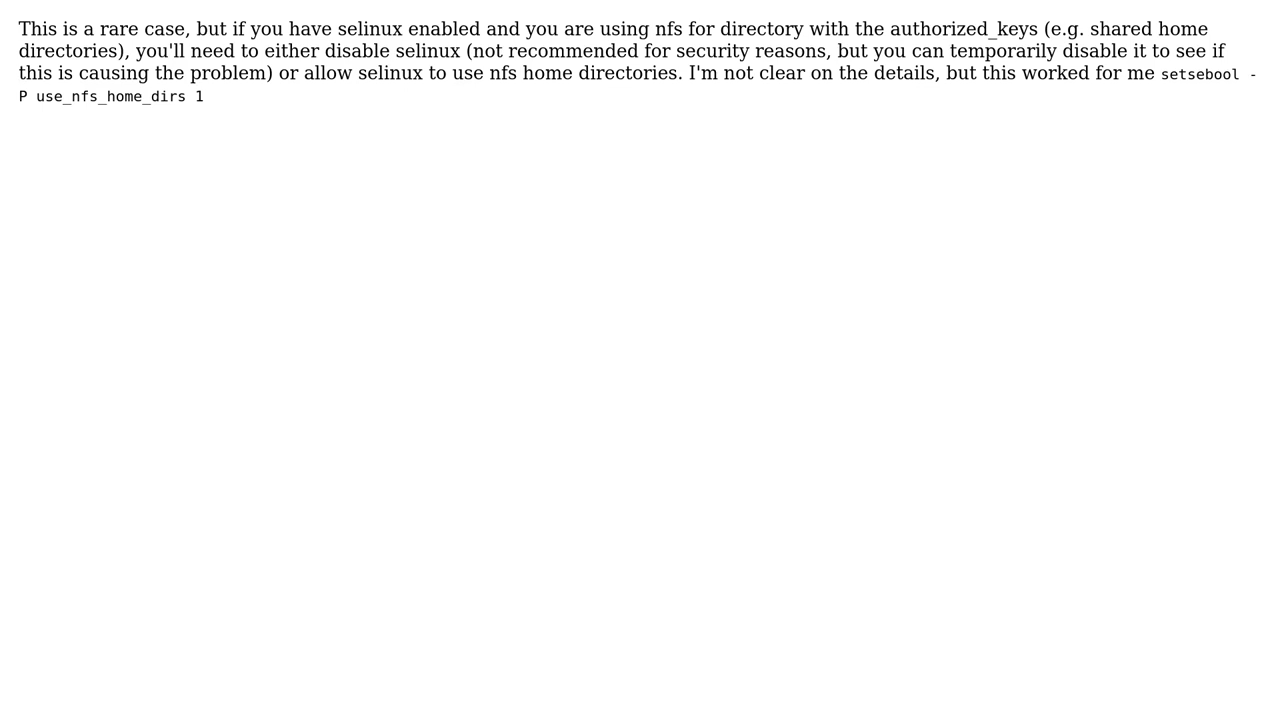 This is a rare case, but if you have selinux enabled and you are using nfs for directory with the authorized_keys (e.g. shared home
directories), you'll need to either disable selinux (not recommended for security reasons, but you can temporarily disable it to see if
this is causing the problem) or allow selinux to use nfs home directories. I'm not clear on the details, but this worked for me setsebool -
P use_nfs_home_dirs 1